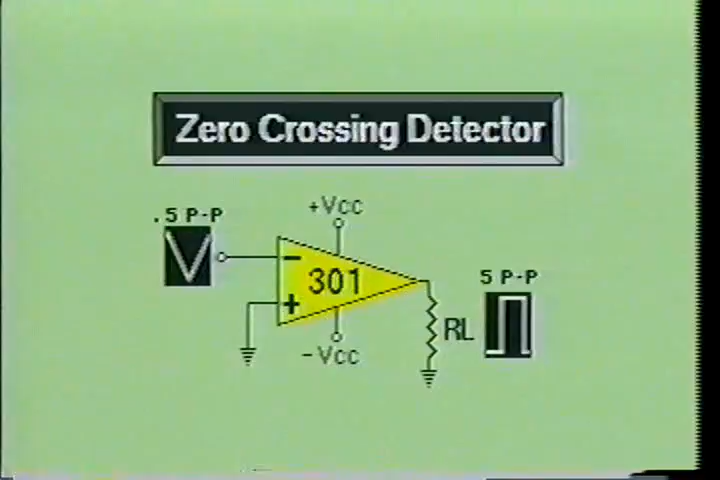 Zero Crossing Detector
.5 P-P
+Vcc
301
−
+
5 P-P
RL
−Vcc